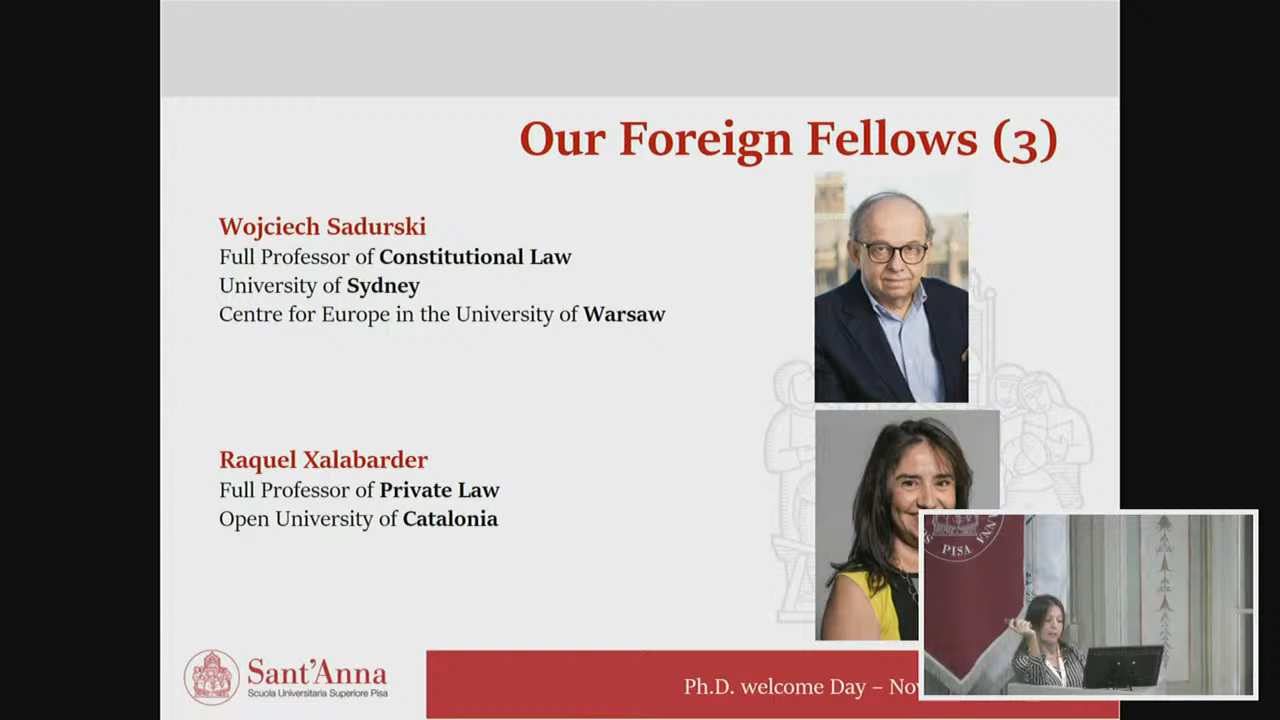 Our Foreign Fellows (3)
Wojciech Sadurski
Full Professor of Constitutional Law
University of Sydney
Centre for Europe in the University of Warsaw
Raquel Xalabarder
Full Professor of Private Law
Open University of Catalonia
Sant'Anna
Scuola Universitaria Superiore Pisa
Ph.D. welcome Day –
PISA